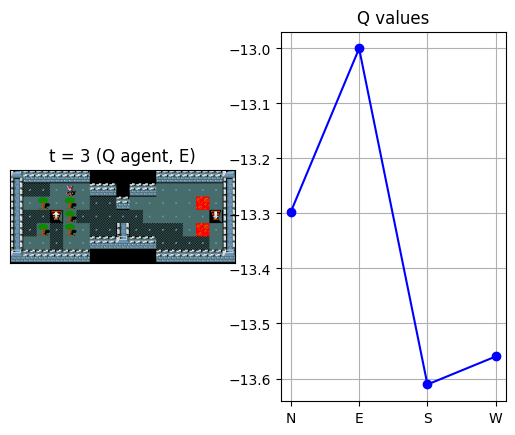 Q values
t = 3 (Q agent, E)
−13.0
−13.1
−13.2
−13.3
−13.4
−13.5
−13.6
N
E
S
W